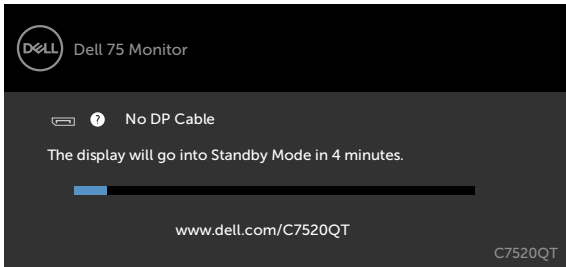 DELL
Dell 75 Monitor
? No DP Cable
The display will go into Standby Mode in 4 minutes.
www.dell.com/C7520QT
C7520QT